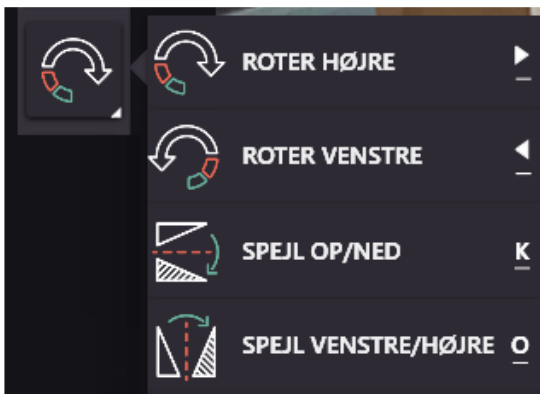 ROTER HØJRE
ROTER VENSTRE
SPEJL OP/NED K
SPEJL VENSTRE/HØJRE O